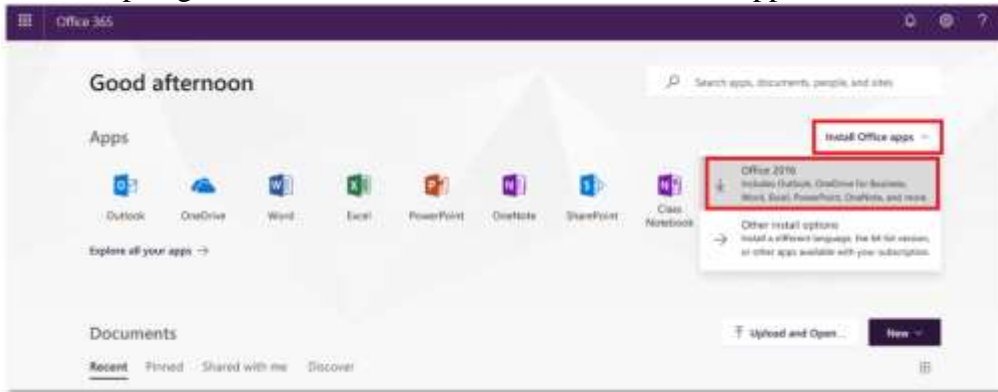 Office 365
?
Good afternoon
Search apps, documents, people, and sites
Apps
Install Office apps
Office 2016
Includes Outlook, OneDrive for Business,
Word, Excel, PowerPoint, OneNote, and more
Outlook OneDrive Word Excel PowerPoint OneNote SharePoint Class Notebook
Other install options
Install a different language, the 64-bit version,
or other apps available with your subscription.
Explore all your apps →
Documents
Upload and Open...
New
Recent Pinned Shared with me Discover